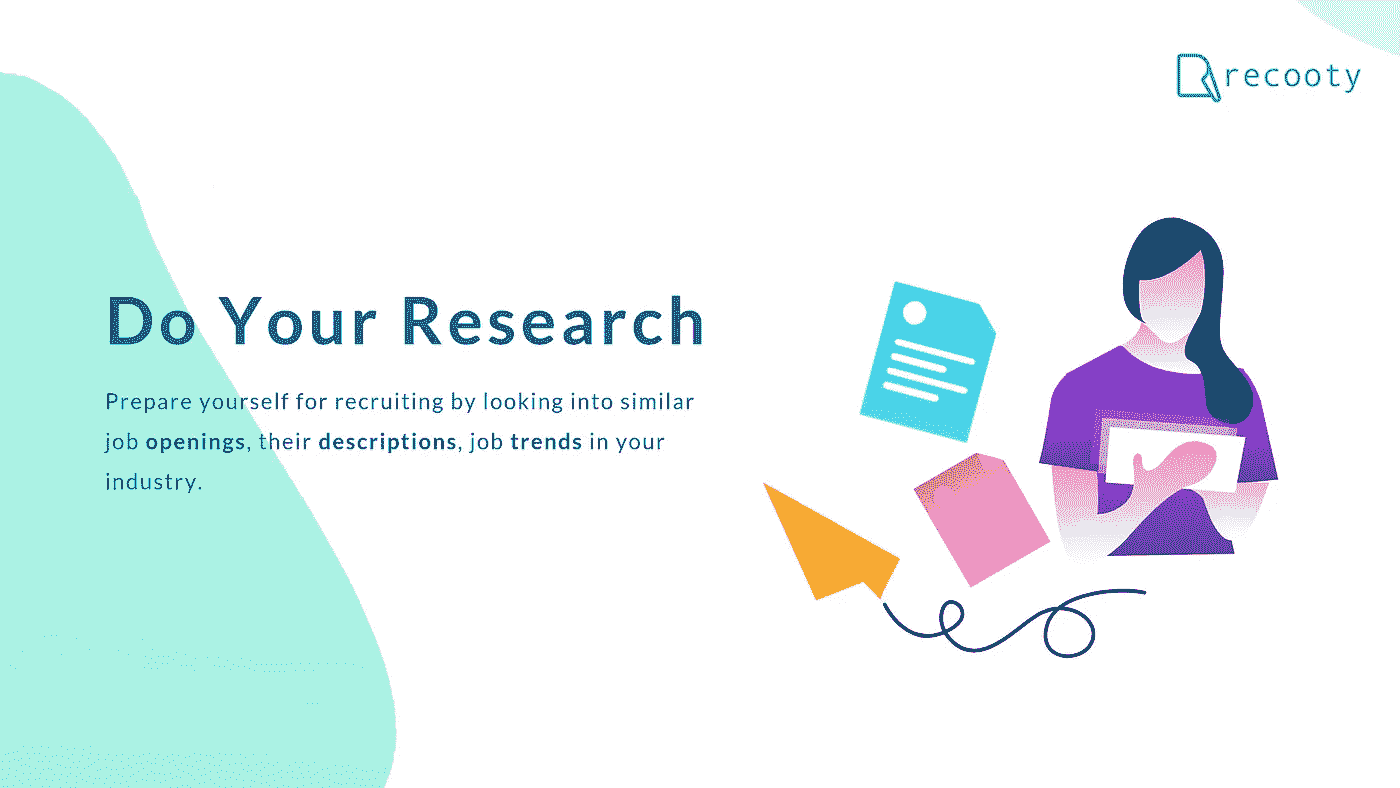 recooty
Do Your Research
Prepare yourself for recruiting by looking into similar
job openings, their descriptions, job trends in your
industry.